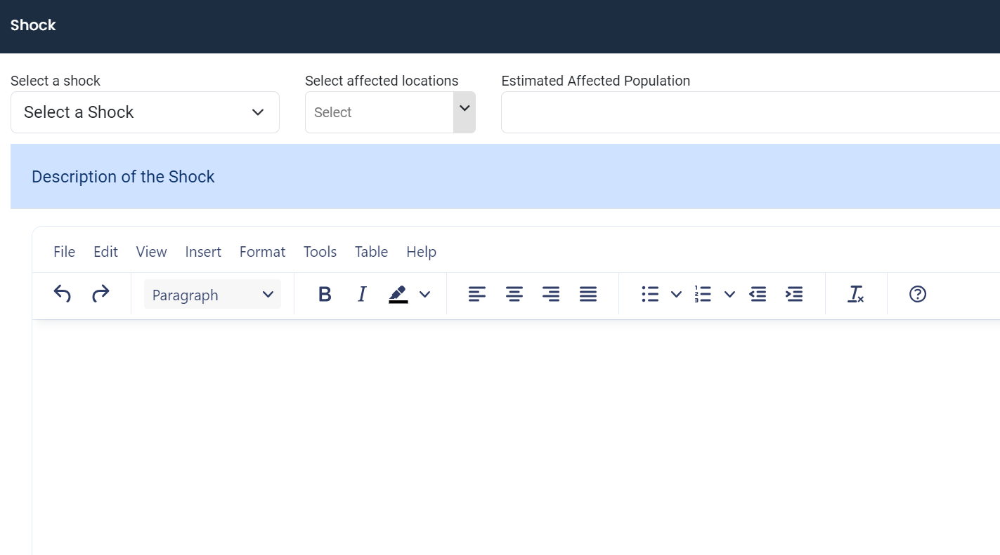 Shock
Select a shock Select affected locations Estimated Affected Population
Select a Shock Select
Description of the Shock
File Edit View Insert Format Tools Table Help
Paragraph